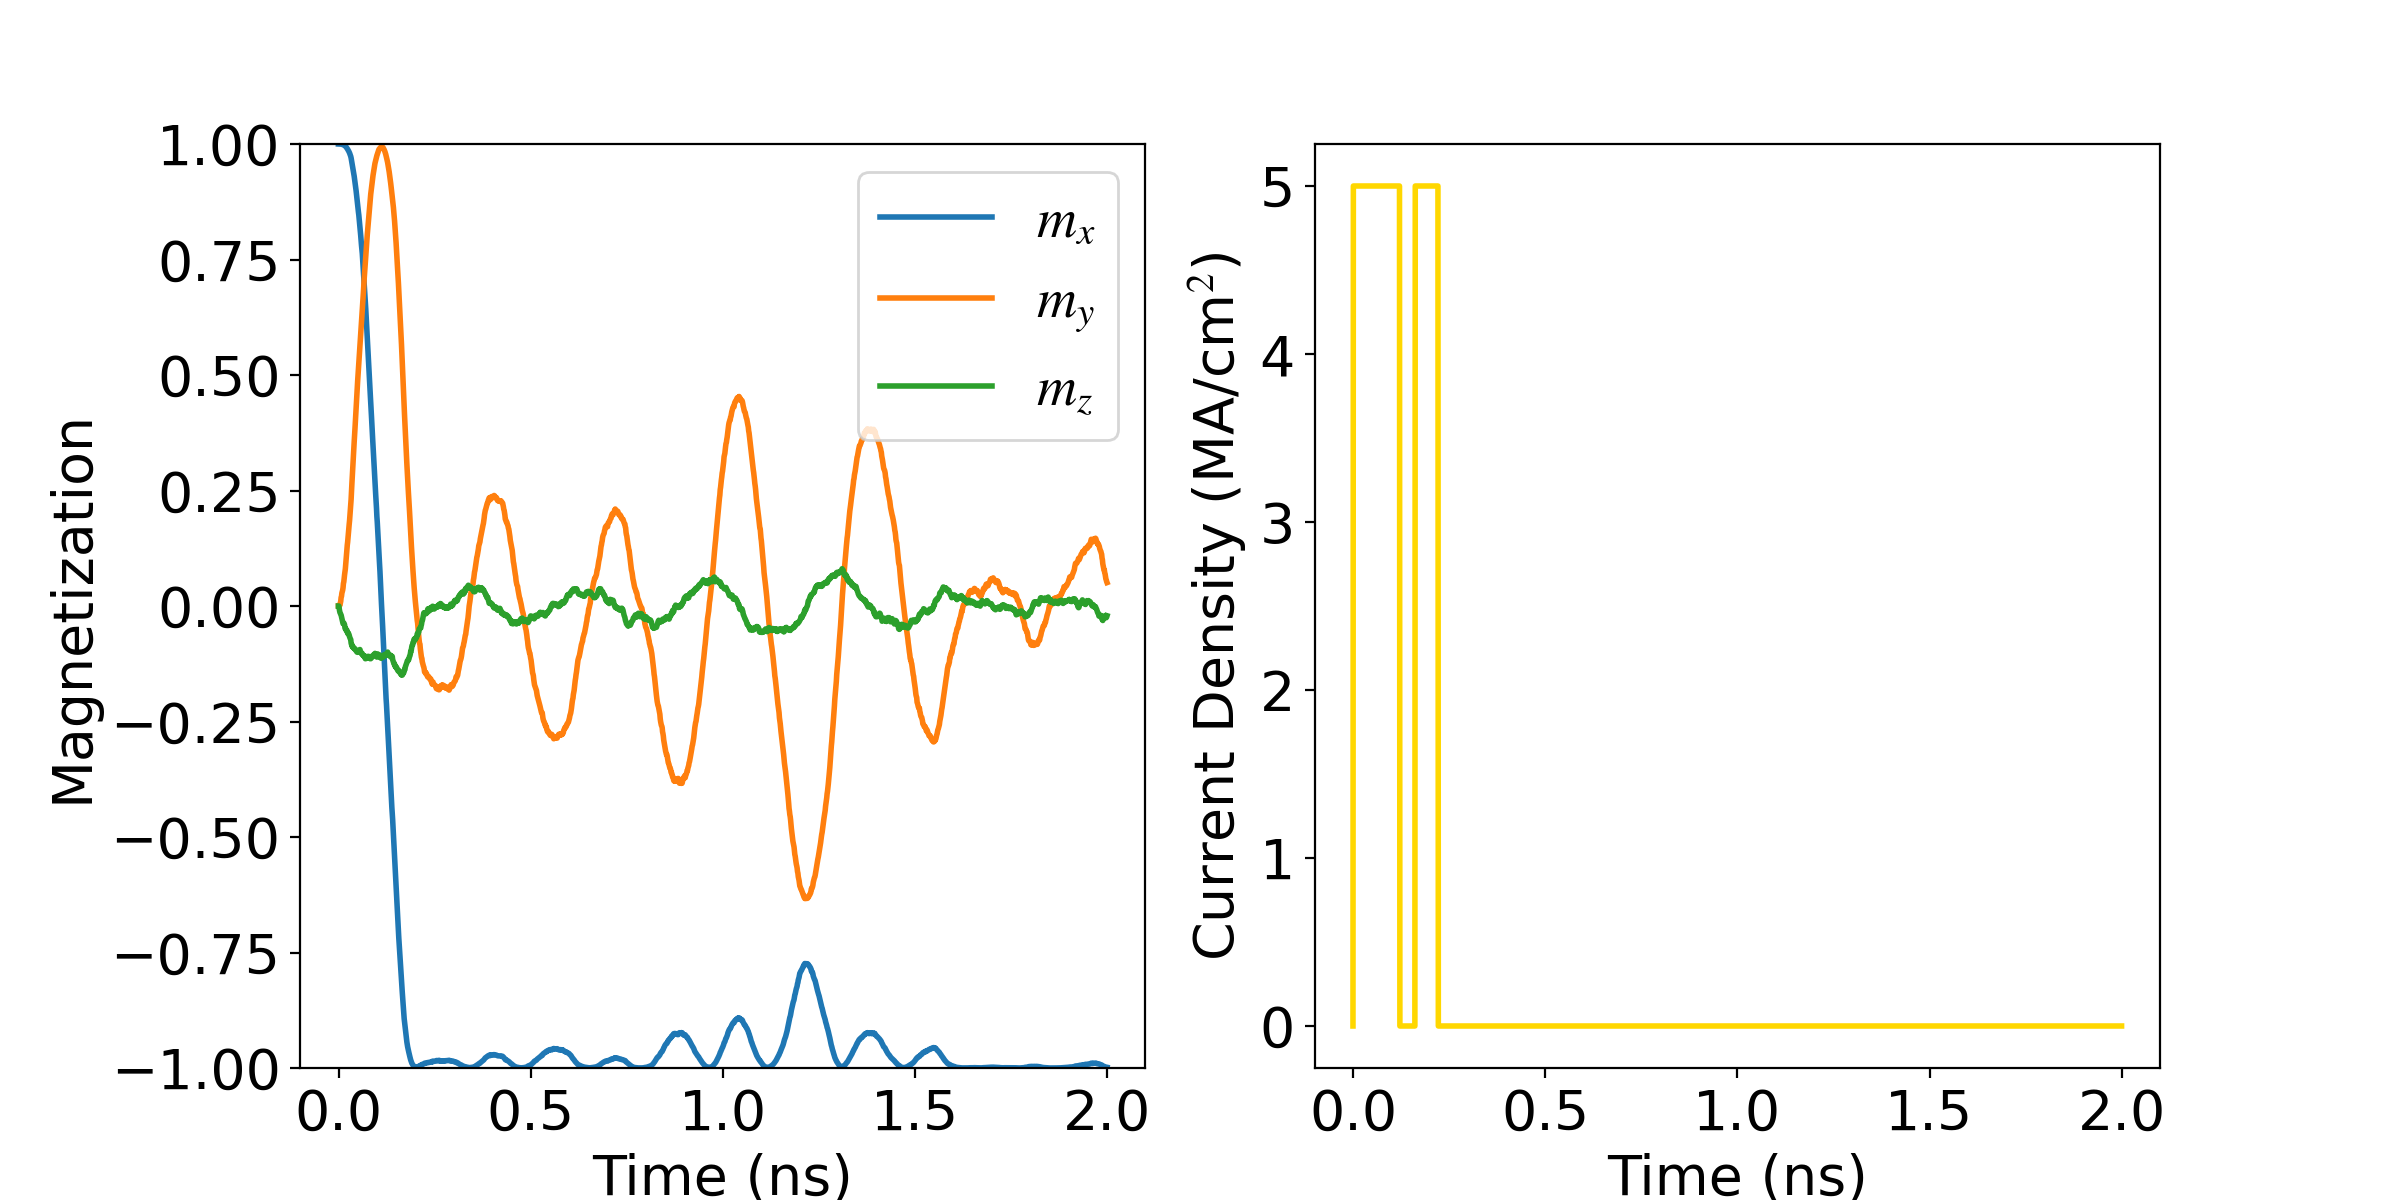 1.00
0.75
0.50
0.25
0.00
−0.25
−0.50
−0.75
−1.00
Magnetization
0.0 0.5 1.0 1.5 2.0
Time (ns)
m_x
m_y
m_z
5
4
3
2
1
0
Current Density (MA/cm²)
0.0 0.5 1.0 1.5 2.0
Time (ns)